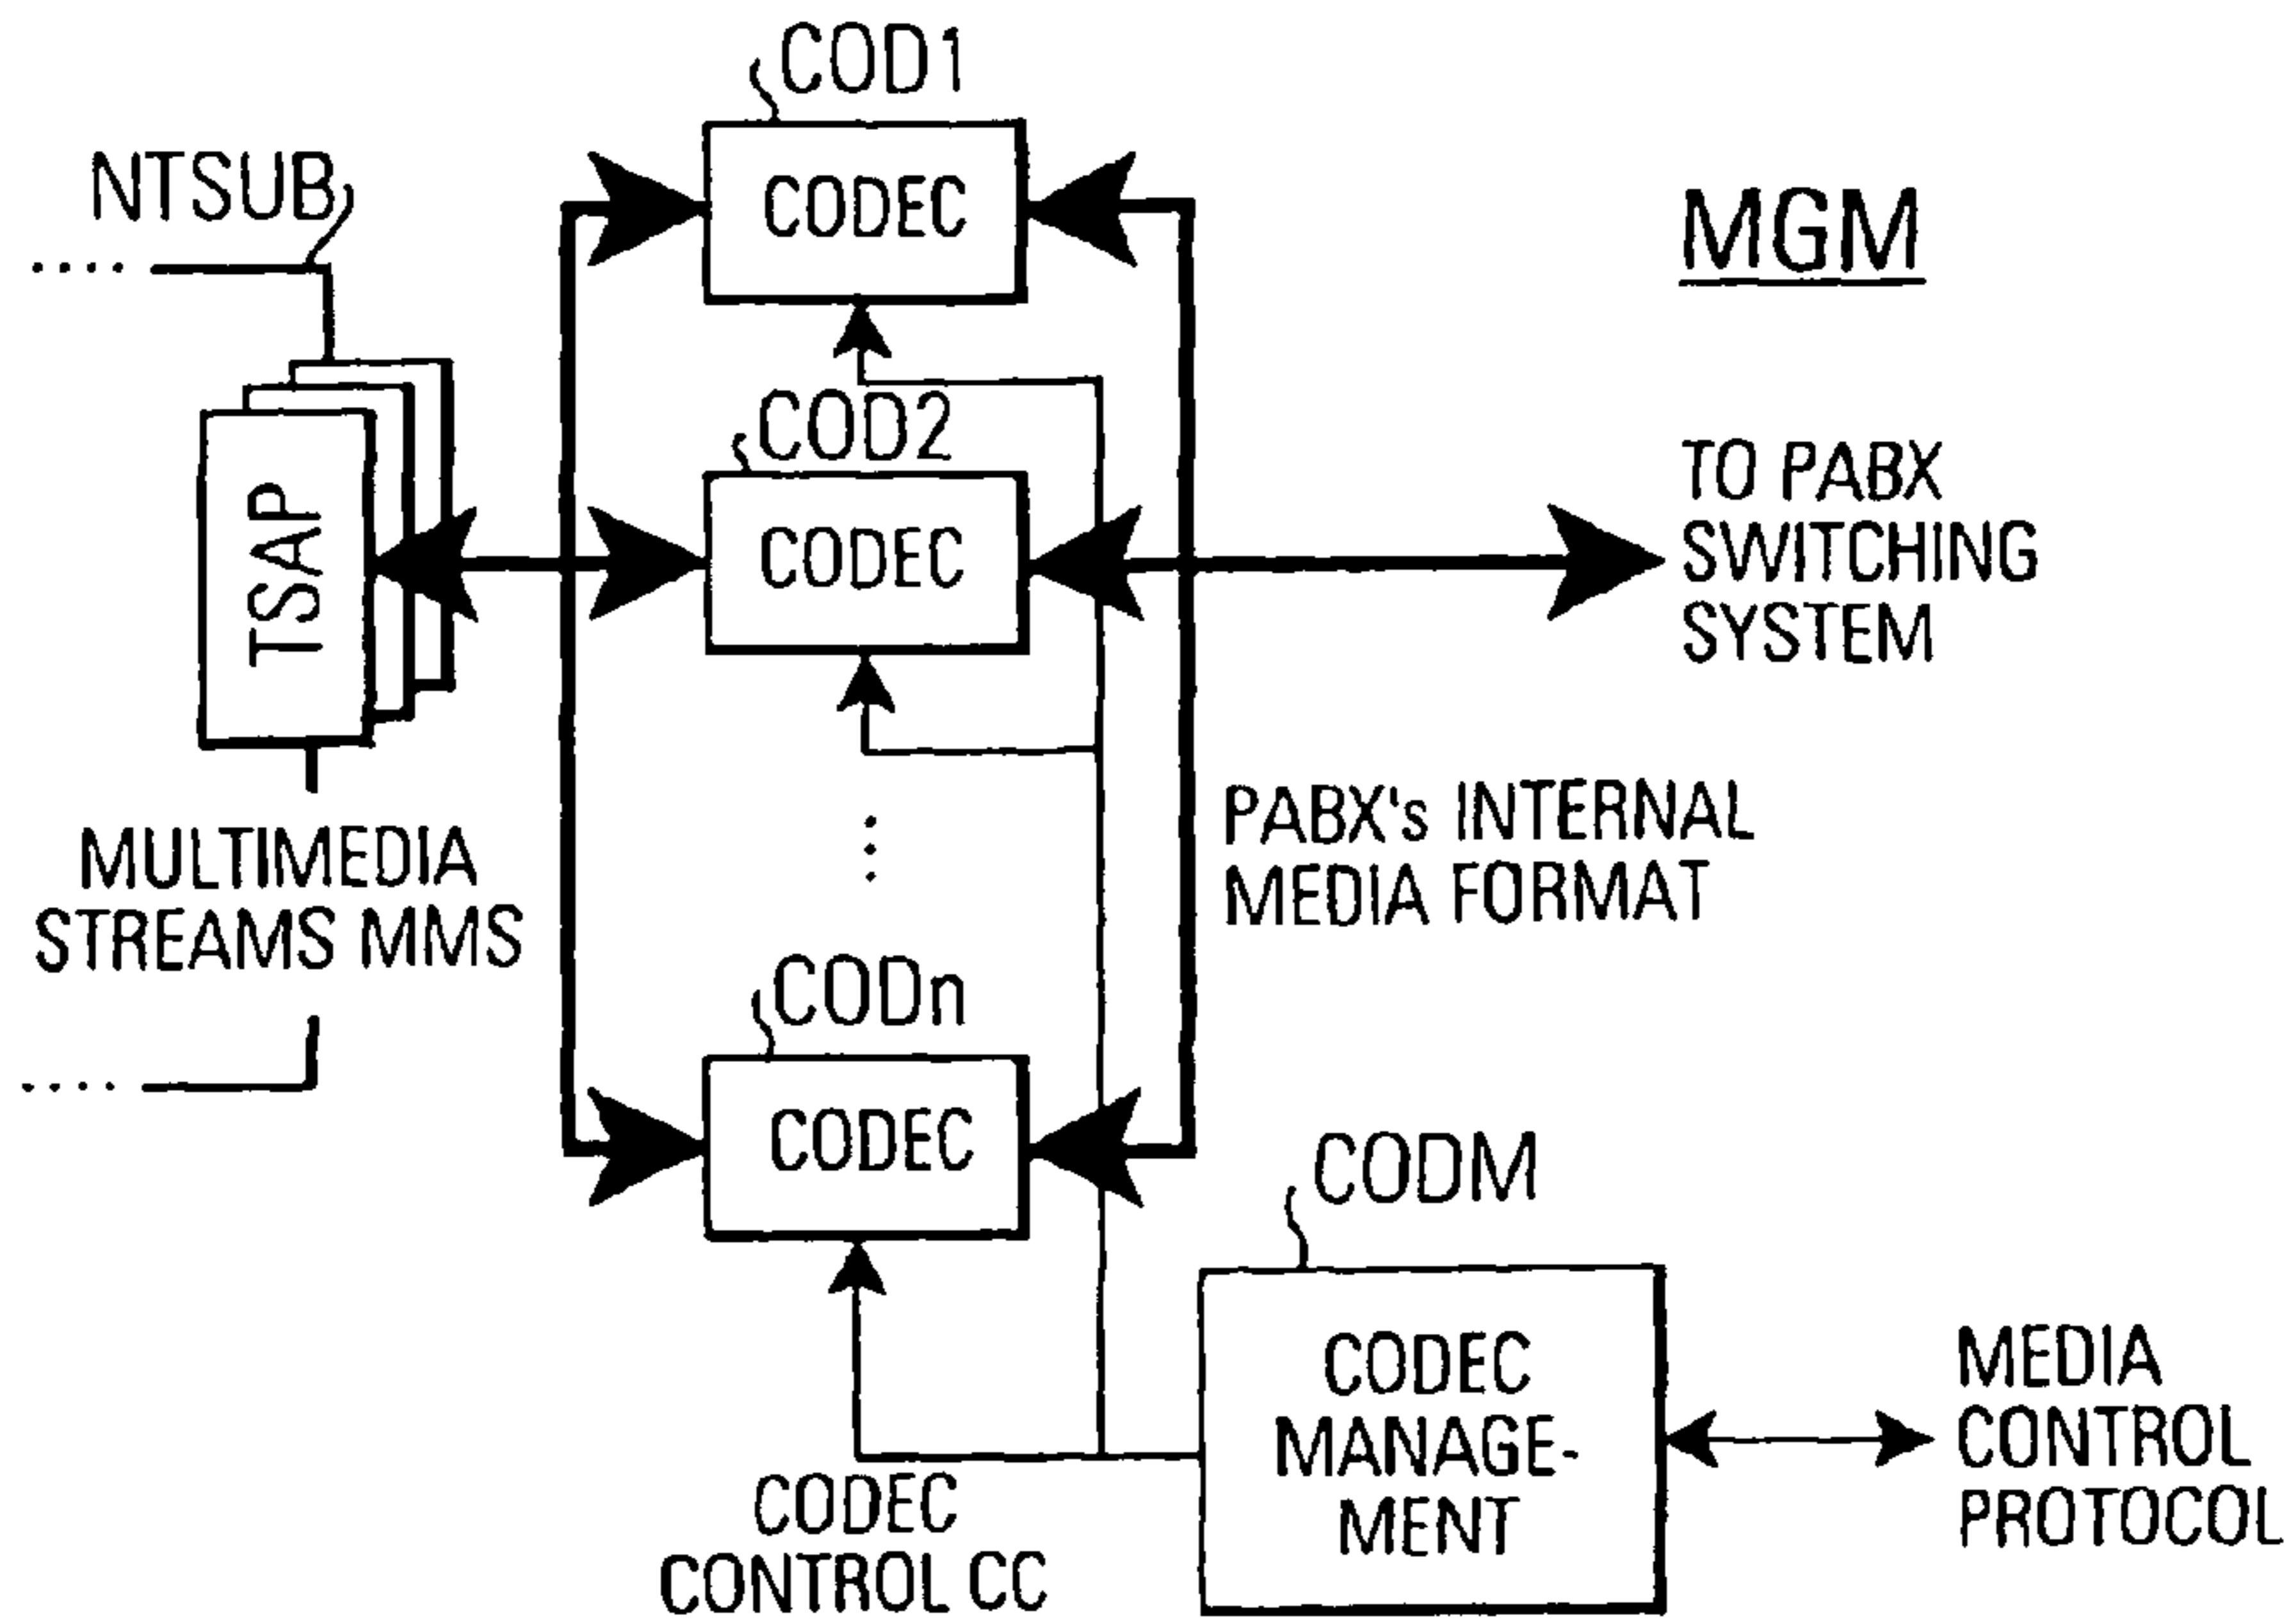 COD1
CODEC
NTSUB
MGM
COD2
CODEC
TSAP
TO PABX
SWITCHING
SYSTEM
PABX's INTERNAL
MEDIA FORMAT
MULTIMEDIA
STREAMS MMS
CODn
CODEC
CODM
CODEC
MANAGE-
MENT
MEDIA
CONTROL
PROTOCOL
CODEC
CONTROL CC